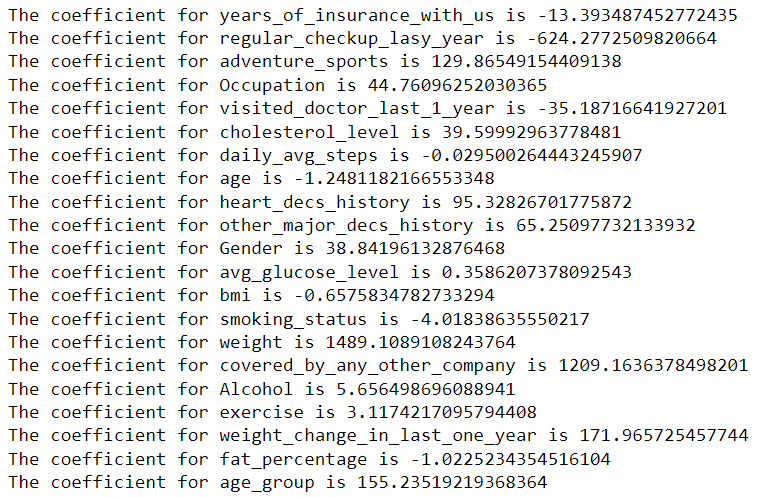 The coefficient for years_of_insurance_with_us is -13.393487452772435
The coefficient for regular_checkup_lasy_year is -624.2772509820664
The coefficient for adventure_sports is 129.86549154409138
The coefficient for Occupation is 44.76096252030365
The coefficient for visited_doctor_last_1_year is -35.18716641927201
The coefficient for cholesterol_level is 39.59992963778481
The coefficient for daily_avg_steps is -0.029500264443245907
The coefficient for age is -1.2481182166553348
The coefficient for heart_decs_history is 95.32826701775872
The coefficient for other_major_decs_history is 65.25097732133932
The coefficient for Gender is 38.84196132876468
The coefficient for avg_glucose_level is 0.3586207378092543
The coefficient for bmi is -0.6575834782733294
The coefficient for smoking_status is -4.01838635550217
The coefficient for weight is 1489.1089108243764
The coefficient for covered_by_any_other_company is 1209.1636378498201
The coefficient for Alcohol is 5.656498696088941
The coefficient for exercise is 3.1174217095794408
The coefficient for weight_change_in_last_one_year is 171.965725457744
The coefficient for fat_percentage is -1.0225234354516104
The coefficient for age_group is 155.23519219368364